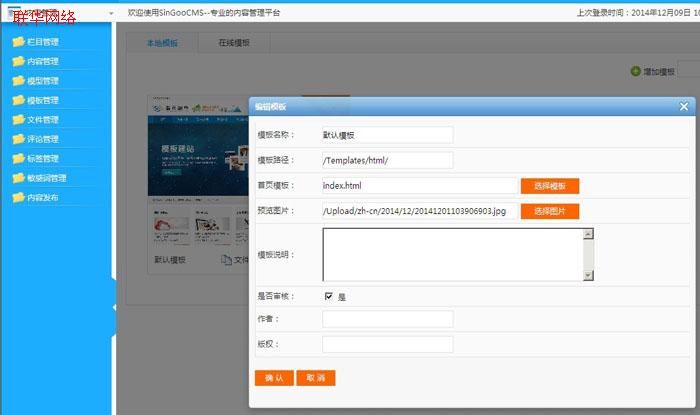 联华网络
欢迎使用SinGooCMS--专业的内容管理平台
上次登录时间：2014年12月09日 10
栏目管理
内容管理
模型管理
模板管理
文件管理
评论管理
标签管理
敏感词管理
内容发布
本地模板
在线模板
增加模板
模板建站
默认模板
文件
编辑模板
模板名称：
默认模板
模板路径：
/Templates/html/
首页模板：
index.html
选择模板
预览图片：
/Upload/zh-cn/2014/12/20141201103906903.jpg
选择图片
模板说明：
是否审核：
是
作者：
版权：
确 认
取 消